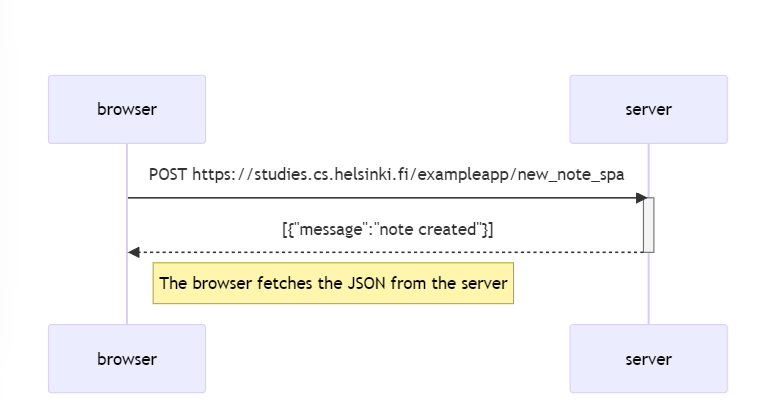 browser
server
POST https://studies.cs.helsinki.fi/exampleapp/new_note_spa
[{"message":"note created"}]
The browser fetches the JSON from the server
browser
server